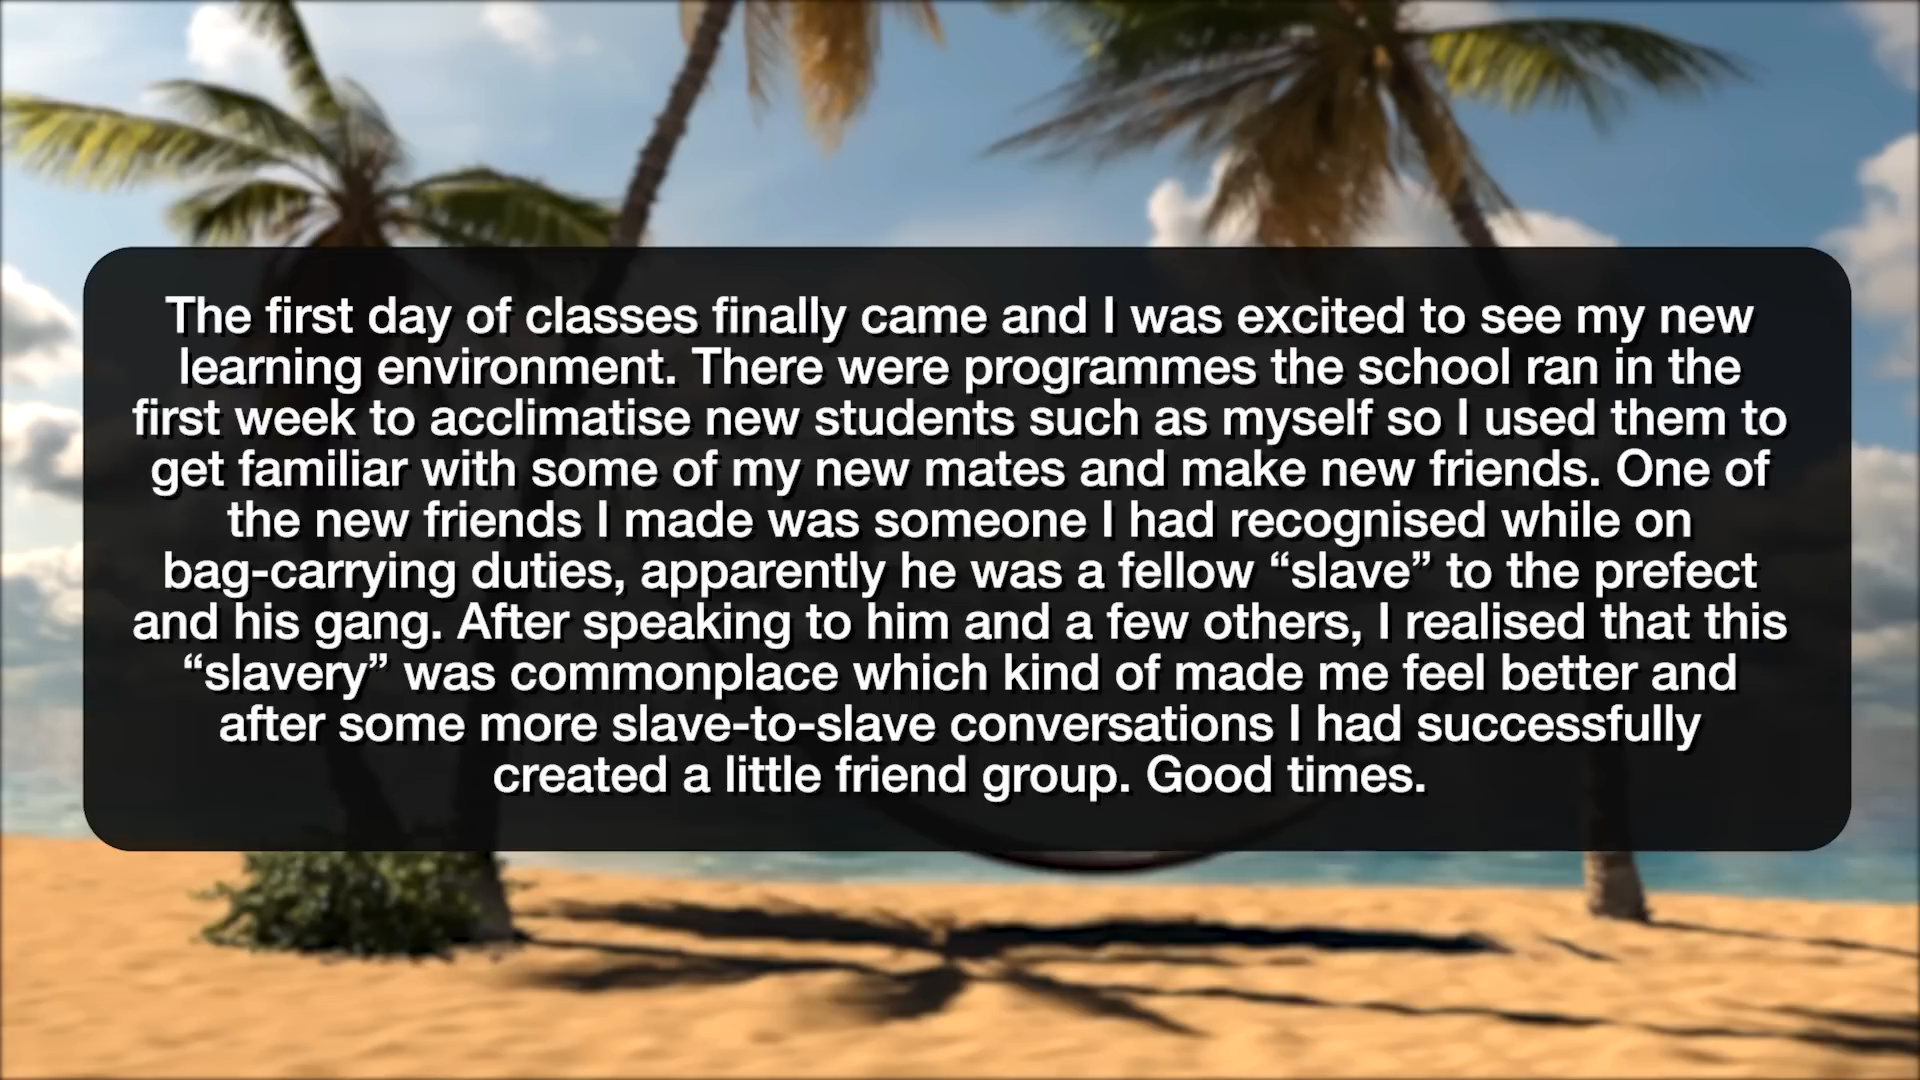 The first day of classes finally came and I was excited to see my new
learning environment. There were programmes the school ran in the
first week to acclimatise new students such as myself so I used them to
get familiar with some of my new mates and make new friends. One of
the new friends I made was someone I had recognised while on
bag-carrying duties, apparently he was a fellow “slave” to the prefect
and his gang. After speaking to him and a few others, I realised that this
“slavery” was commonplace which kind of made me feel better and
after some more slave-to-slave conversations I had successfully
created a little friend group. Good times.